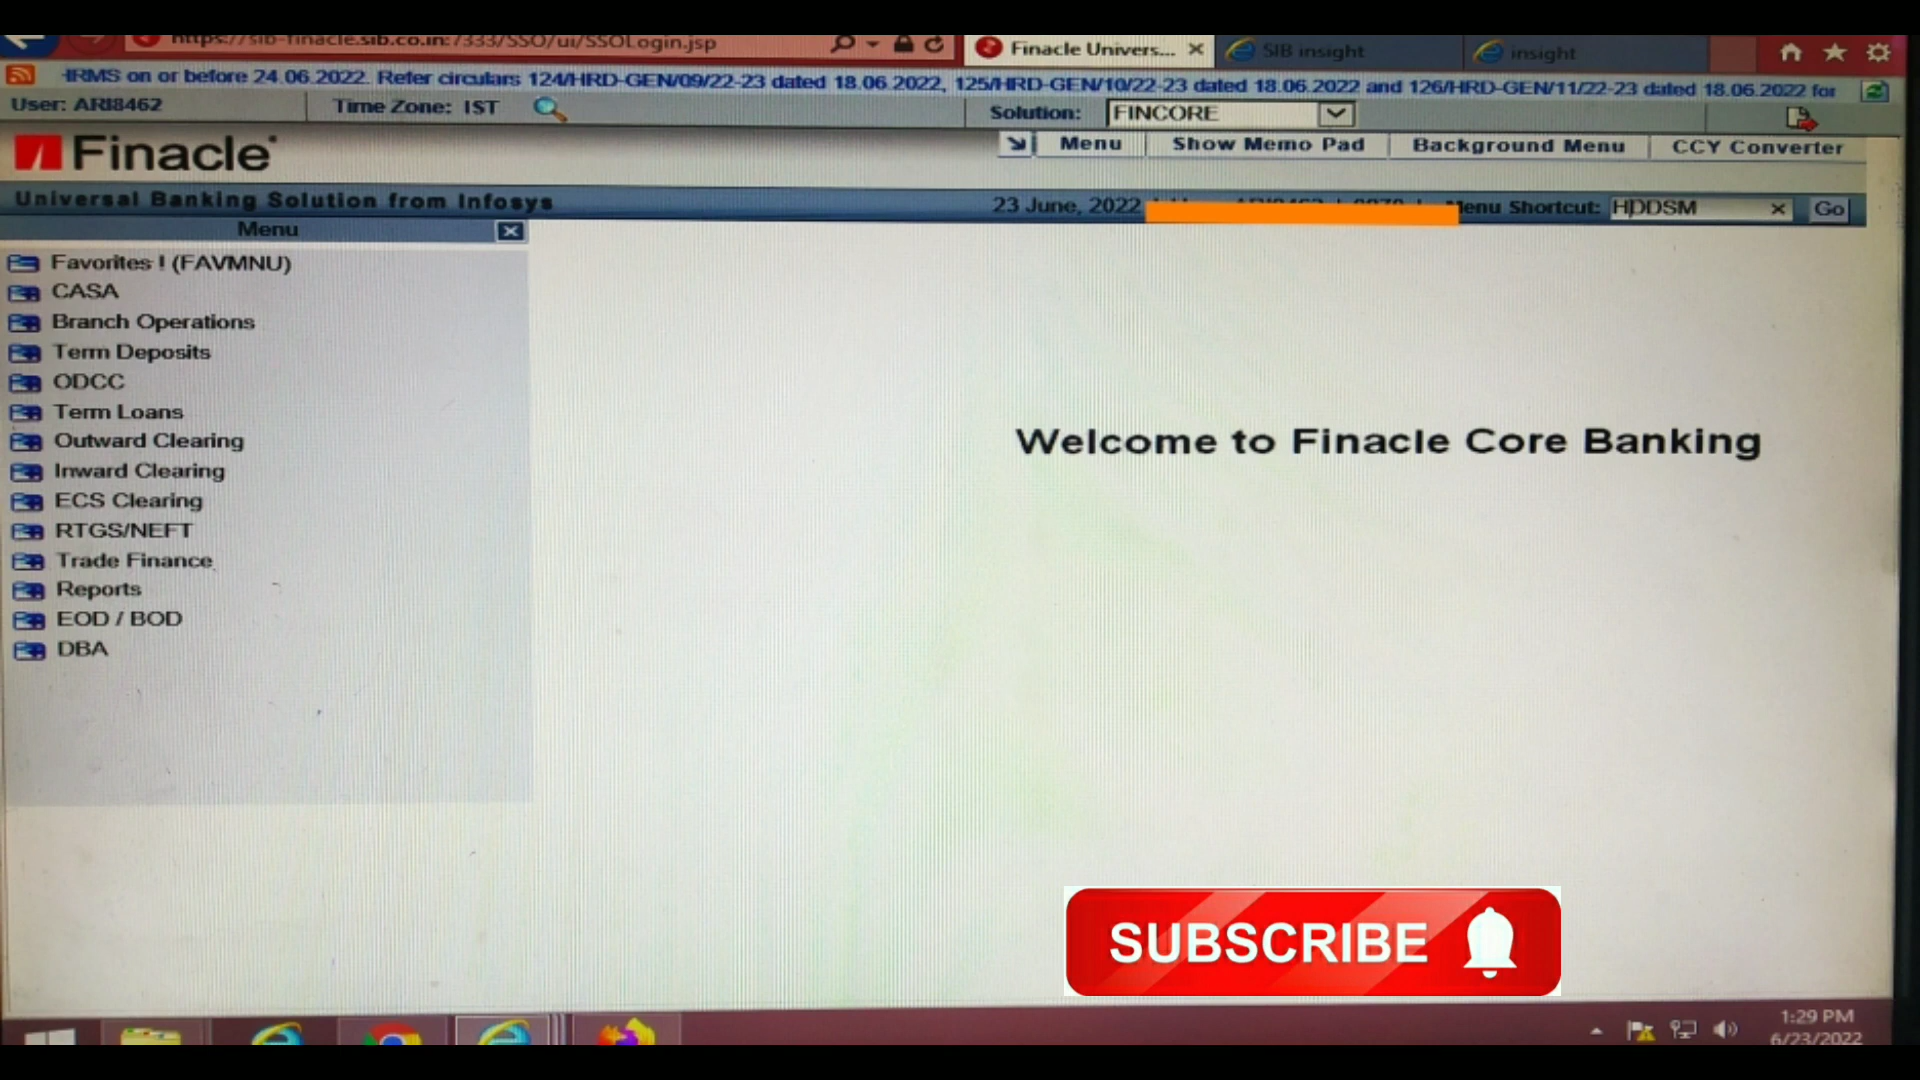 https://sib-finacle.sib.co.in:7333/SSO/ui/SSOLogin.jsp
Finacle Univers...
SIB insight
insight
HRMS on or before 24.06.2022. Refer circulars 124/HRD-GEN/09/22-23 dated 18.06.2022, 125/HRD-GEN/10/22-23 dated 18.06.2022 and 126/HRD-GEN/11/22-23 dated 18.06.2022 for
User: ARI8462
Time Zone: IST
Solution: FINCORE
Finacle
Menu
Show Memo Pad
Background Menu
CCY Converter
Universal Banking Solution from Infosys
23 June, 2022
Menu Shortcut: HDDSM
Go
Menu
Favorites ! (FAVMNU)
CASA
Branch Operations
Term Deposits
ODCC
Term Loans
Outward Clearing
Inward Clearing
ECS Clearing
RTGS/NEFT
Trade Finance
Reports
EOD / BOD
DBA
Welcome to Finacle Core Banking
SUBSCRIBE
1:29 PM
6/23/2022